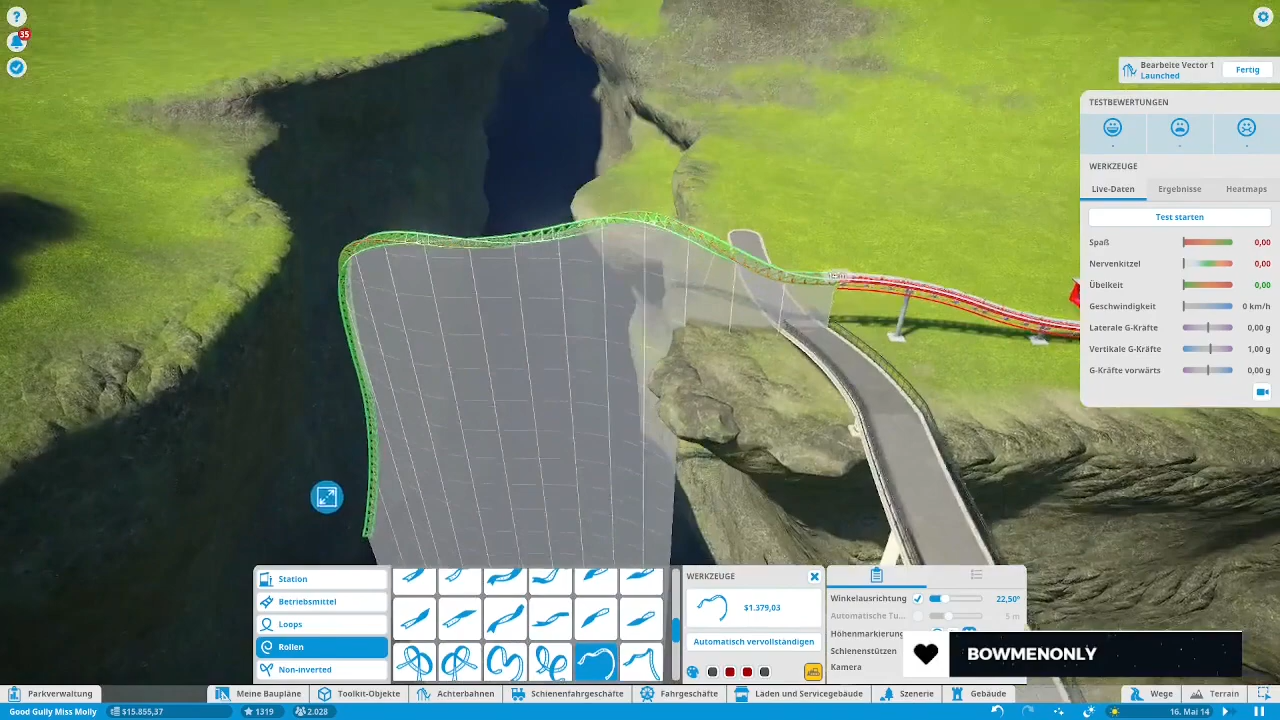 ?
35
Bearbeite Vector 1
Launched
Fertig
TESTBEWERTUNGEN
- - -
WERKZEUGE
Live-Daten Ergebnisse Heatmaps
Test starten
Spaß 0,00
Nervenkitzel 0,00
Übelkeit 0,00
Geschwindigkeit 0 km/h
Laterale G-Kräfte 0,00 g
Vertikale G-Kräfte 1,00 g
G-Kräfte vorwärts 0,00 g
Station
Betriebsmittel
Loops
Rollen
Non-inverted
WERKZEUGE
$1.379,03
Automatisch vervollständigen
Winkelausrichtung 22,50°
Automatische Tu 5 m
Höhenmarkierung
Schienenstützen
Kamera
BOWMENONLY
Parkverwaltung Meine Baupläne Toolkit-Objekte Achterbahnen Schienenfahrgeschäfte Fahrgeschäfte Laden und Servicegebäude Szenerie Gebäude Wege Terrain
Good Gully Miss Molly $15.855,37 1319 2.028 16. Mai 14